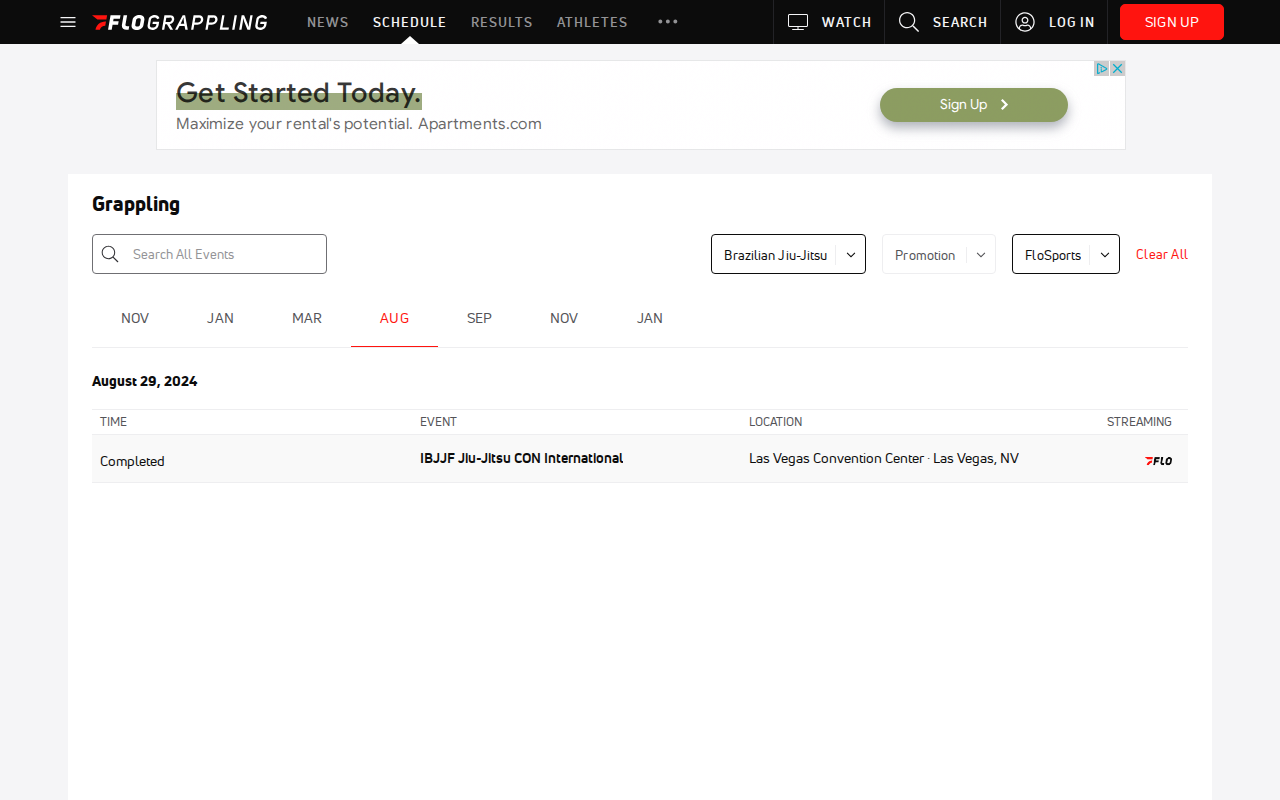 FLOGRAPPLING NEWS SCHEDULE RESULTS ATHLETES WATCH SEARCH LOG IN SIGN UP
Get Started Today.
Maximize your rental's potential. Apartments.com
Sign Up
Grappling
Search All Events
Brazilian Jiu-Jitsu
Promotion
FloSports
Clear All
NOV JAN MAR AUG SEP NOV JAN
August 29, 2024
TIME EVENT LOCATION STREAMING
Completed IBJJF Jiu-Jitsu CON International Las Vegas Convention Center · Las Vegas, NV FLO